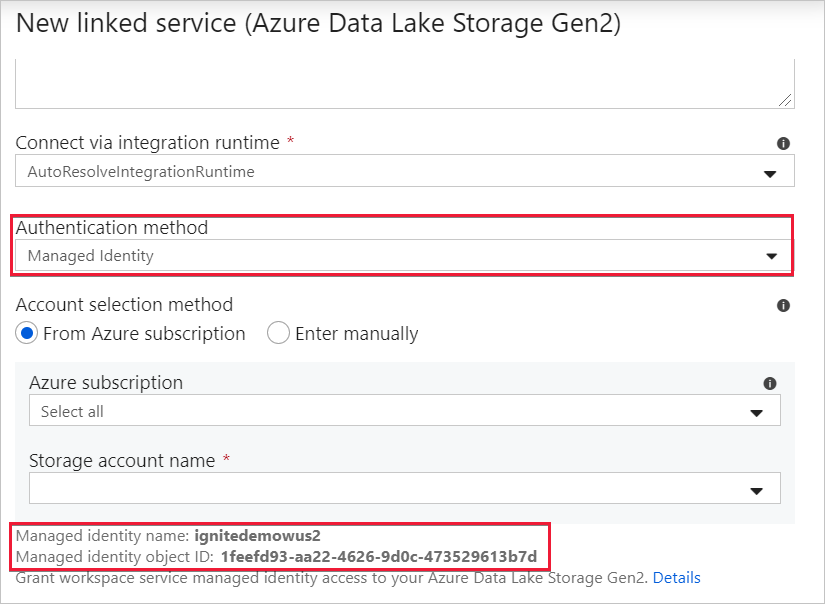 New linked service (Azure Data Lake Storage Gen2)
Connect via integration runtime *
AutoResolveIntegrationRuntime
Authentication method
Managed Identity
Account selection method
From Azure subscription Enter manually
Azure subscription
Select all
Storage account name *
Managed identity name: ignitedemowus2
Managed identity object ID: 1feefd93-aa22-4626-9d0c-473529613b7d
Grant workspace service managed identity access to your Azure Data Lake Storage Gen2. Details